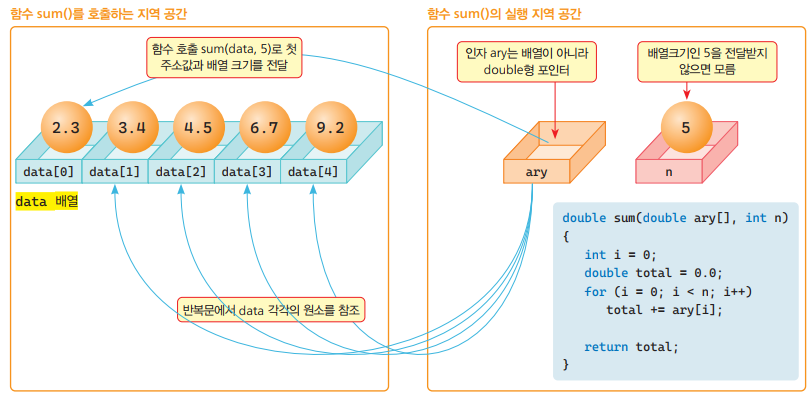 함수 sum()를 호출하는 지역 공간
함수 호출 sum(data, 5)로 첫
주소값과 배열 크기를 전달
2.3
3.4
4.5
6.7
9.2
data[0]
data[1]
data[2]
data[3]
data[4]
data 배열
반복문에서 data 각각의 원소를 참조
함수 sum()의 실행 지역 공간
인자 ary는 배열이 아니라
double형 포인터
배열크기인 5을 전달받지
않으면 모름
5
ary
n
double sum(double ary[], int n)
{
int i = 0;
double total = 0.0;
for (i = 0; i < n; i++)
total += ary[i];
return total;
}